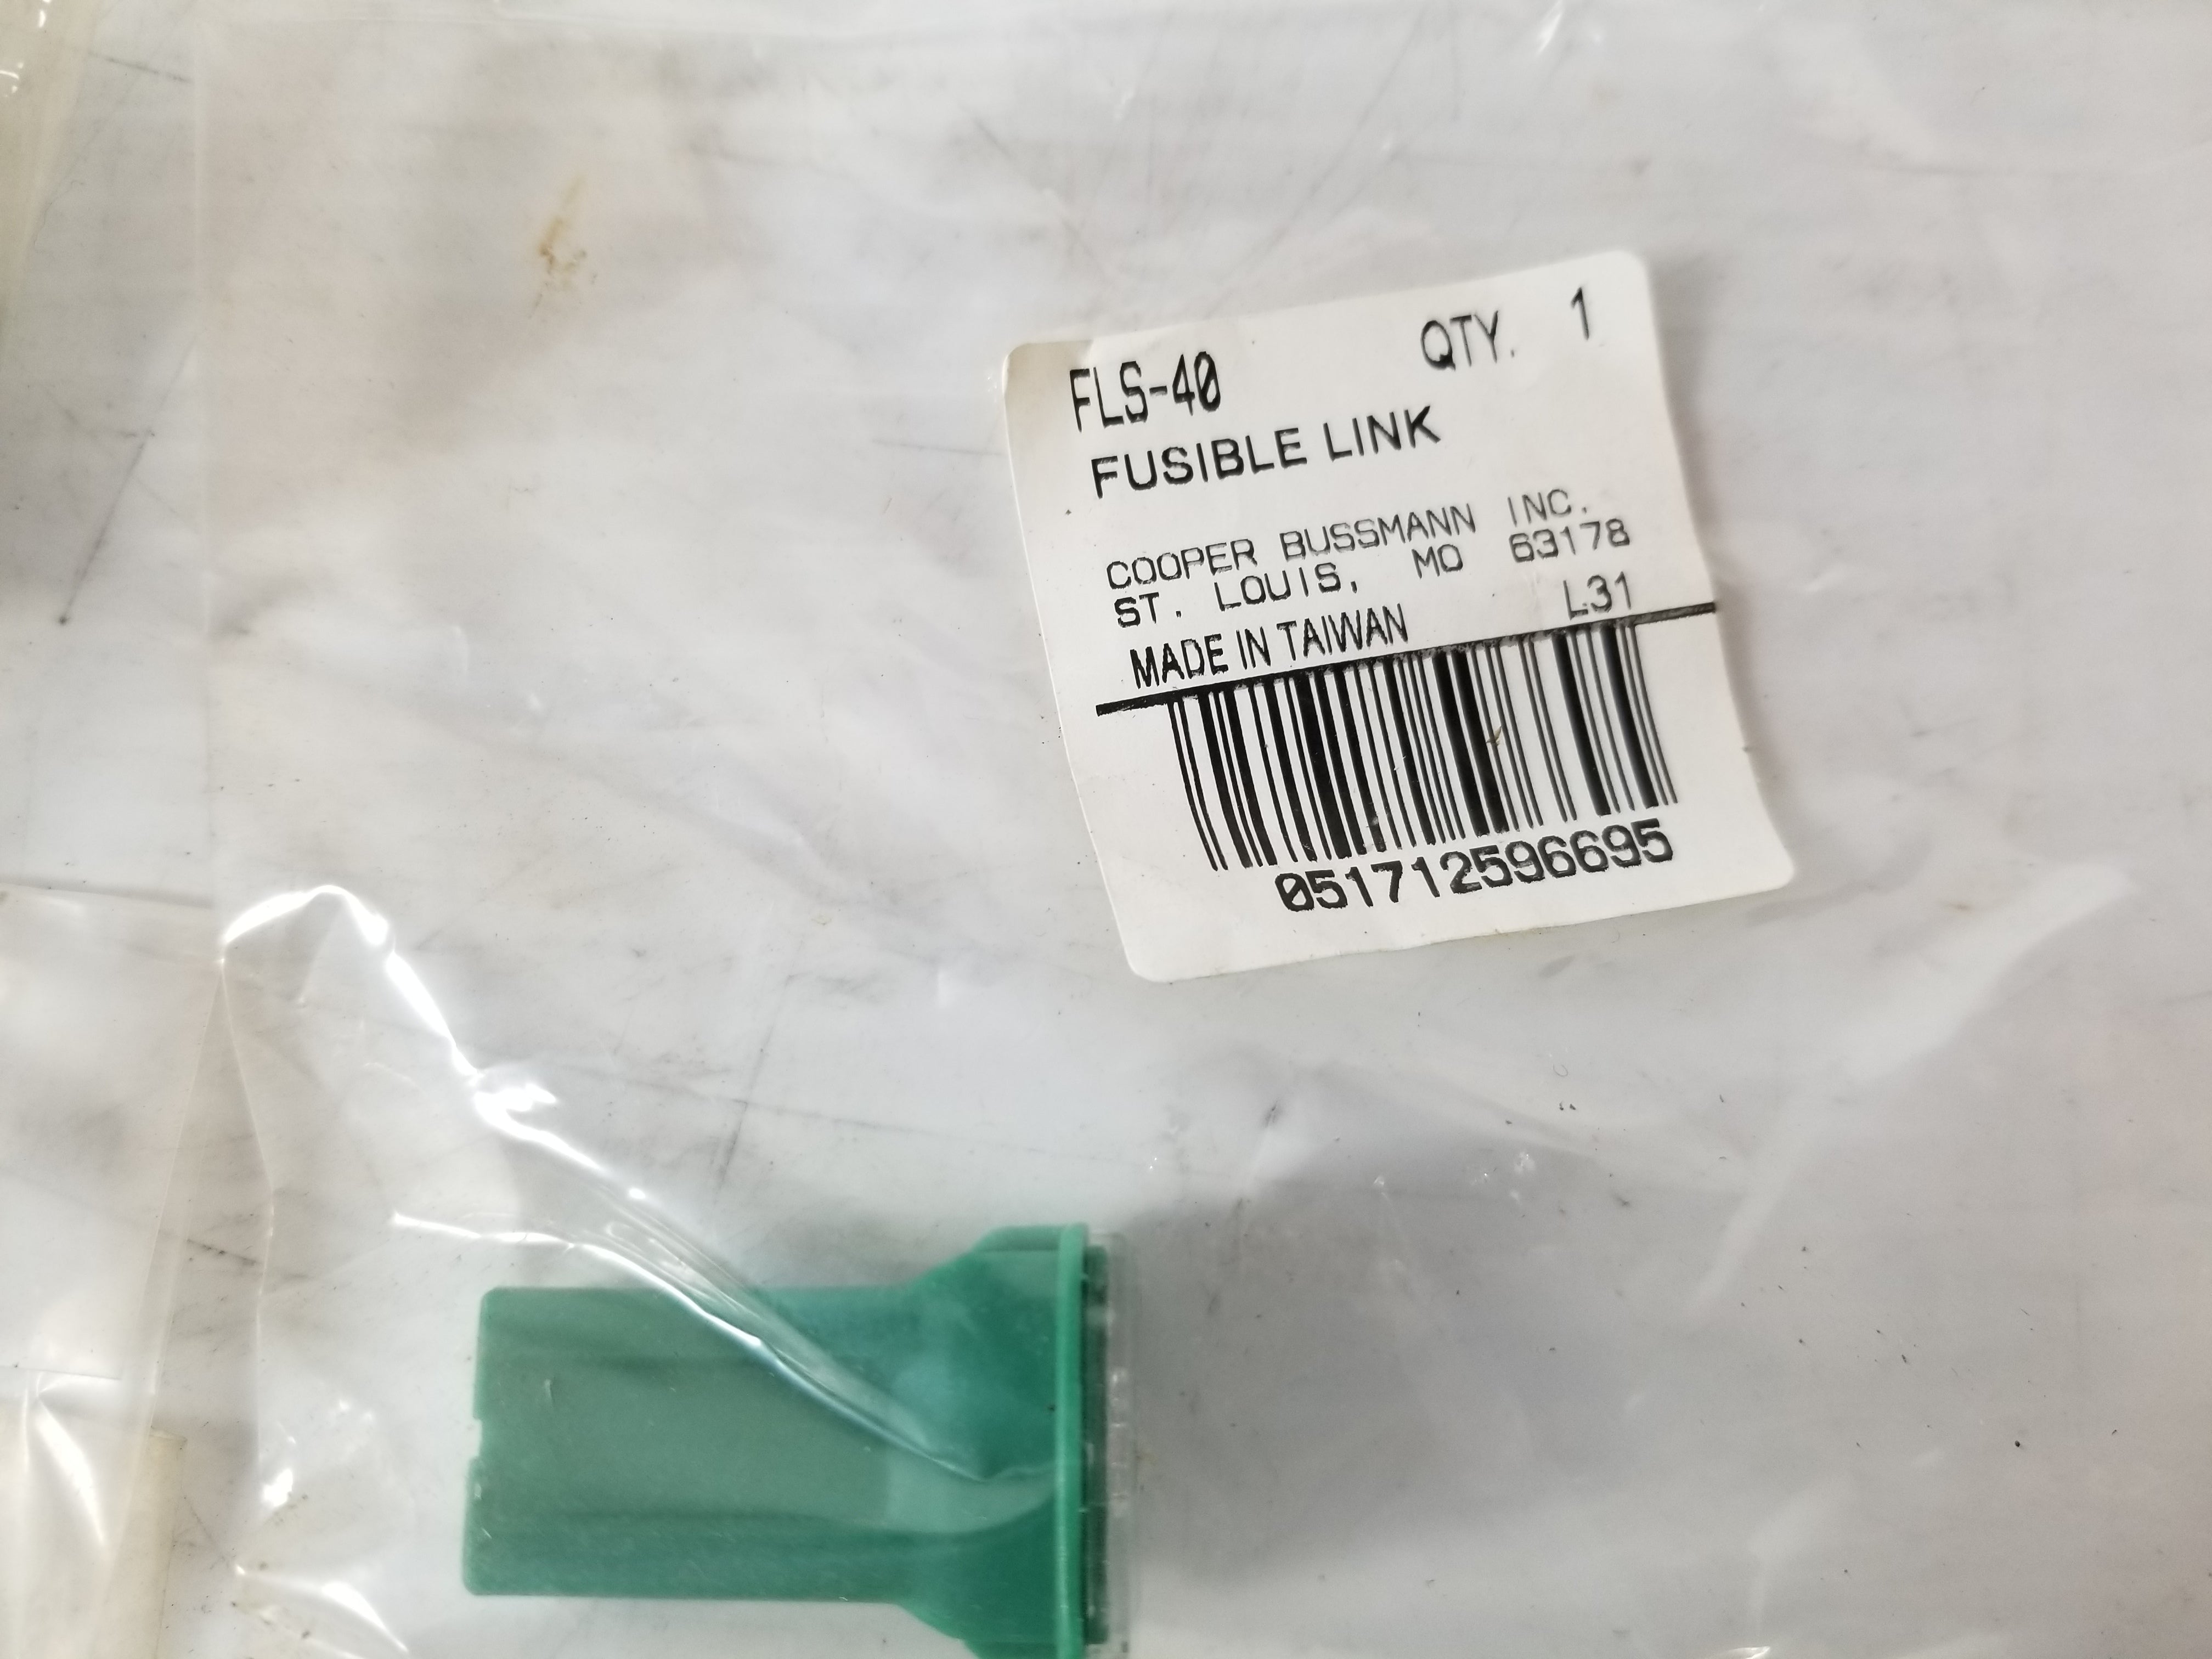 FLS-40 QTY. 1
FUSIBLE LINK
COOPER BUSSMANN INC.
ST. LOUIS, MO 63178
MADE IN TAIWAN L31
051712596695